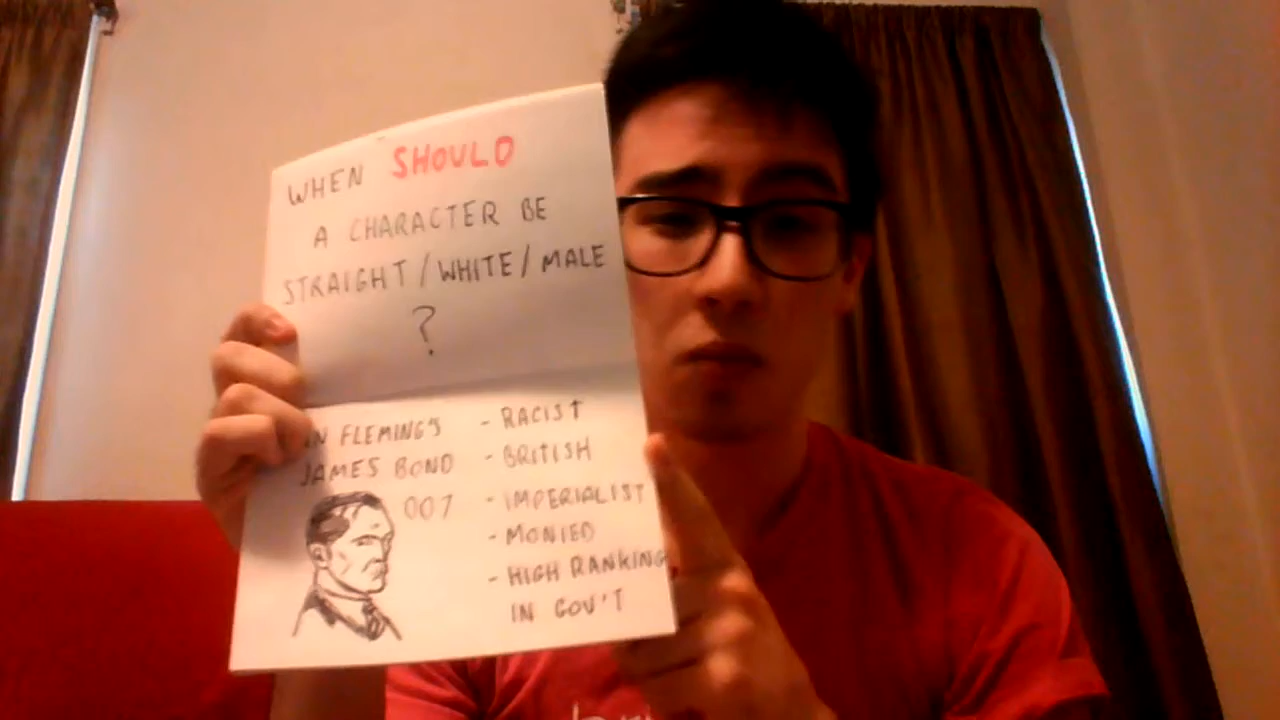 WHEN SHOULD
A CHARACTER BE
STRAIGHT/WHITE/MALE
?
FLEMING'S
JAMES BOND
007
- RACIST
- BRITISH
- IMPERIALIST
- MONIED
- HIGH RANKING
IN GOV'T